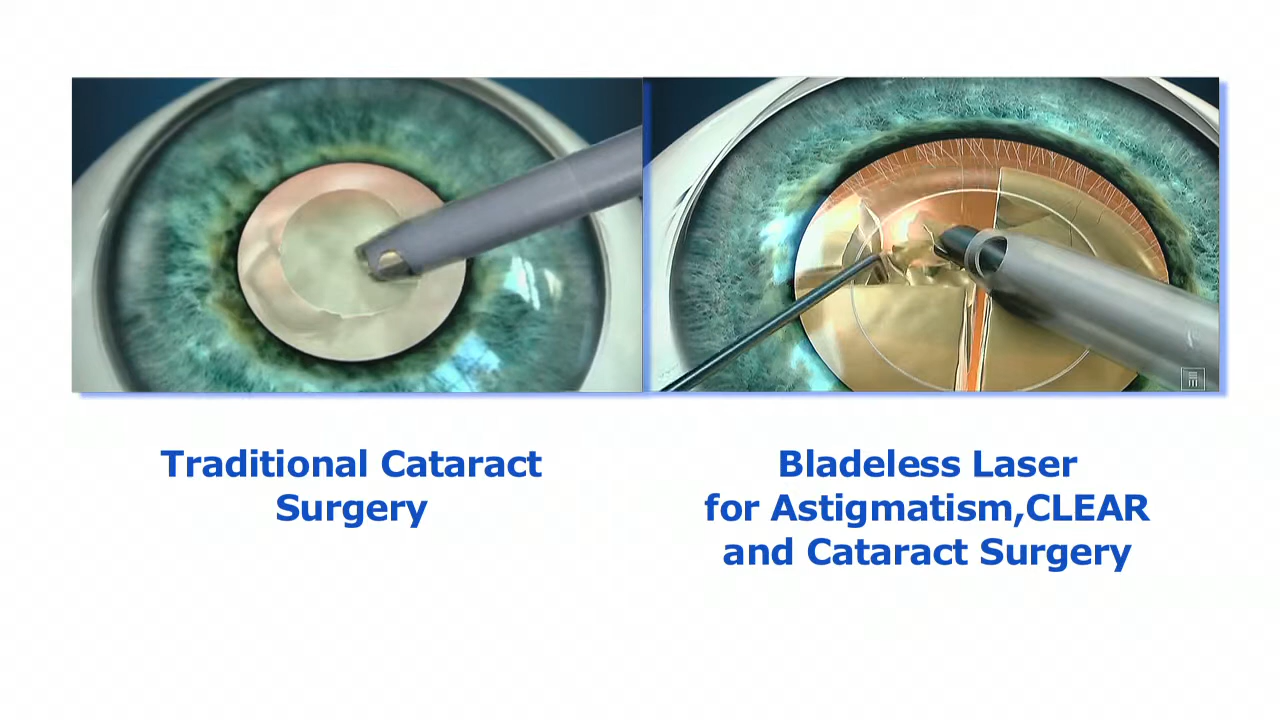 Traditional Cataract
Surgery
Bladeless Laser
for Astigmatism,CLEAR
and Cataract Surgery